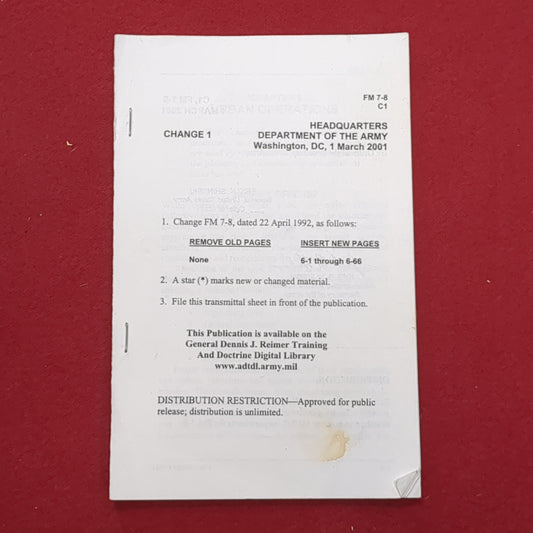 FM 7-8
C1
HEADQUARTERS
CHANGE 1 DEPARTMENT OF THE ARMY
Washington, DC, 1 March 2001
1. Change FM 7-8, dated 22 April 1992, as follows:
REMOVE OLD PAGES INSERT NEW PAGES
None 6-1 through 6-66
2. A star (*) marks new or changed material.
3. File this transmittal sheet in front of the publication.
This Publication is available on the
General Dennis J. Reimer Training
And Doctrine Digital Library
www.adtdl.army.mil
DISTRIBUTION RESTRICTION—Approved for public
release; distribution is unlimited.